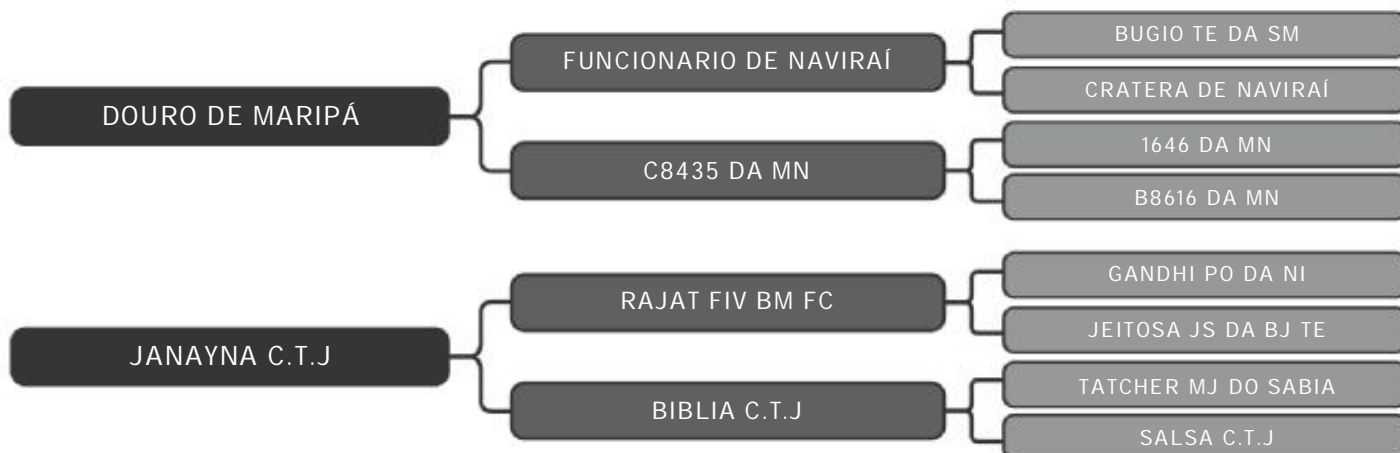 BUGIO TE DA SM
FUNCIONARIO DE NAVIRAÍ
CRATERA DE NAVIRAÍ
DOURO DE MARIPÁ
1646 DA MN
C8435 DA MN
B8616 DA MN
GANDHI PO DA NI
RAJAT FIV BM FC
JEITOSA JS DA BJ TE
JANAYNA C.T.J
TATCHER MJ DO SABIA
BIBLIA C.T.J
SALSA C.T.J